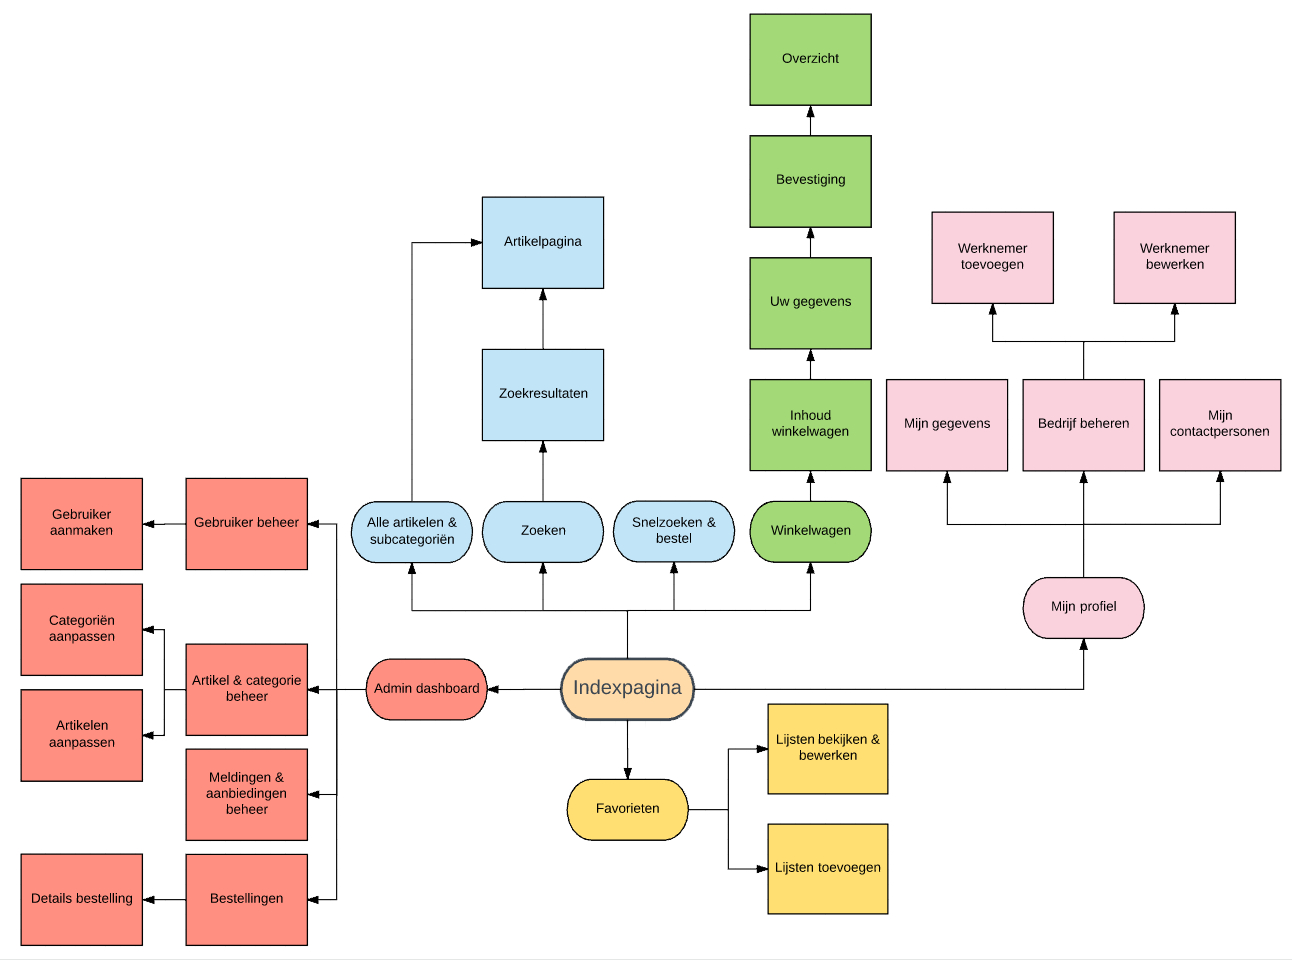 Overzicht
Bevestiging
Artikelpagina
Werknemer
toevoegen
Werknemer
bewerken
Uw gegevens
Zoekresultaten
Inhoud
winkelwagen
Mijn gegevens
Bedrijf beheren
Mijn
contactpersonen
Gebruiker
aanmaken
Gebruiker beheer
Alle artikelen &
subcategoriën
Zoeken
Snelzoeken &
bestel
Winkelwagen
Mijn profiel
Categoriën
aanpassen
Artikel & categorie
beheer
Admin dashboard
Indexpagina
Artikelen
aanpassen
Lijsten bekijken &
bewerken
Meldingen &
aanbiedingen
beheer
Favorieten
Lijsten toevoegen
Details bestelling
Bestellingen